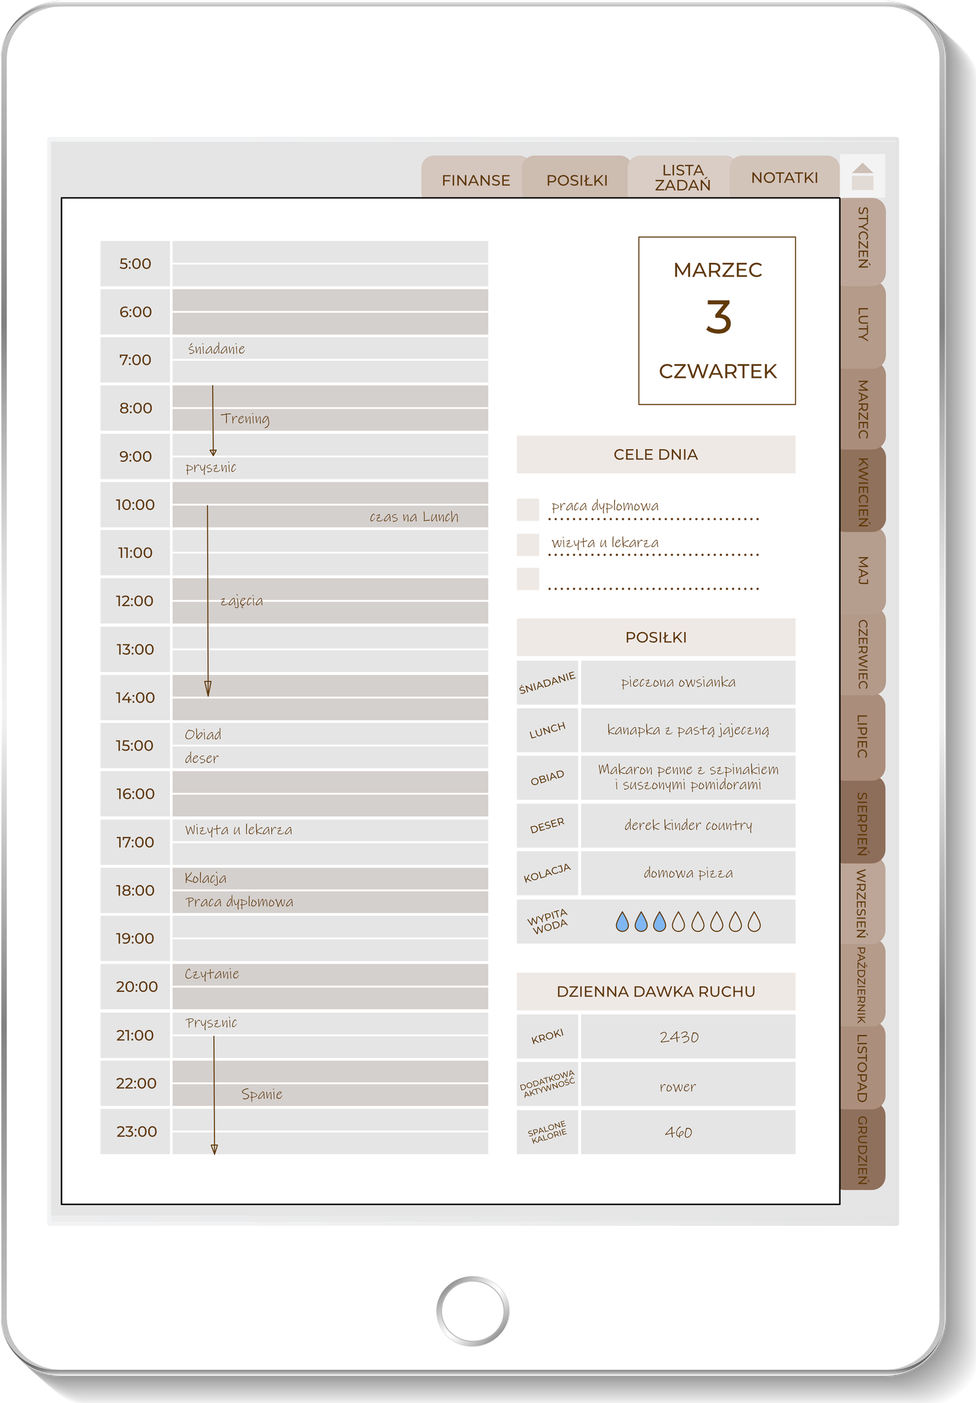 FINANSE
POSIŁKI
LISTA
ZADAŃ
NOTATKI
5:00
6:00
7:00
śniadanie
8:00
Trening
9:00
prysznic
10:00
czas na Lunch
11:00
12:00
zajęcia
13:00
14:00
15:00
Obiad
deser
16:00
17:00
Wizyta u lekarza
18:00
Kolacja
Praca dyplomowa
19:00
20:00
Czytanie
21:00
Prysznic
22:00
Spanie
23:00
MARZEC
3
CZWARTEK
CELE DNIA
praca dyplomowa
wizyta u lekarza
POSIŁKI
ŚNIADANIE
pieczona owsianka
LUNCH
kanapka z pastą jajeczną
OBIAD
Makaron penne z szpinakiem
i suszonymi pomidorami
DESER
derek kinder country
KOLACJA
domowa pizza
WYPITA
WODA
DZIENNA DAWKA RUCHU
KROKI
2430
DODATKOWA
AKTYWNOŚĆ
rower
SPALONE
KALORIE
460
STYCZEŃ
LUTY
MARZEC
KWIECIEŃ
MAJ
CZERWIEC
LIPIEC
SIERPIEŃ
WRZESIEŃ
PAŹDZIERNIK
LISTOPAD
GRUDZIEŃ